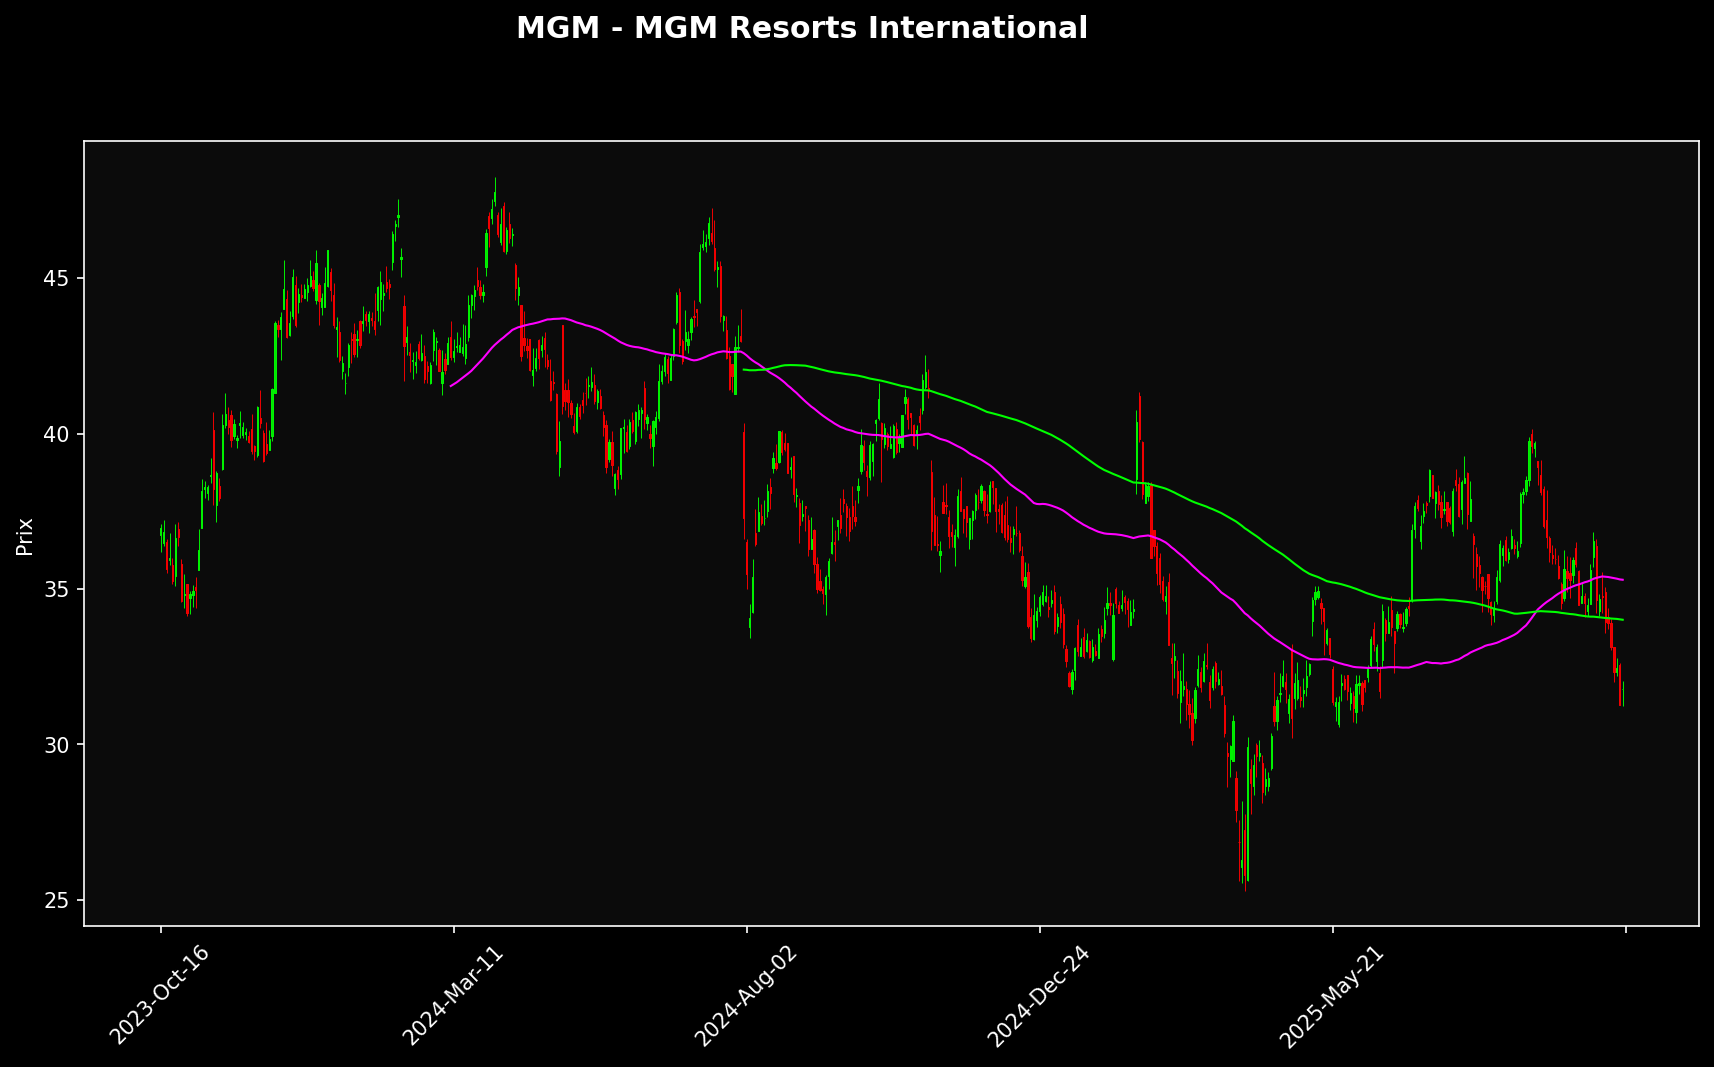 MGM - MGM Resorts International
Prix
45
40
35
30
25
2023-Oct-16
2024-Mar-11
2024-Aug-02
2024-Dec-24
2025-May-21